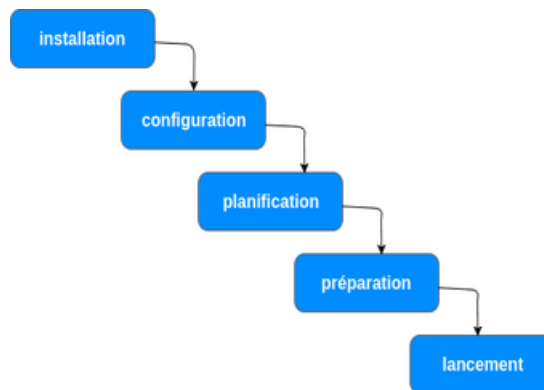 installation
configuration
planification
préparation
lancement